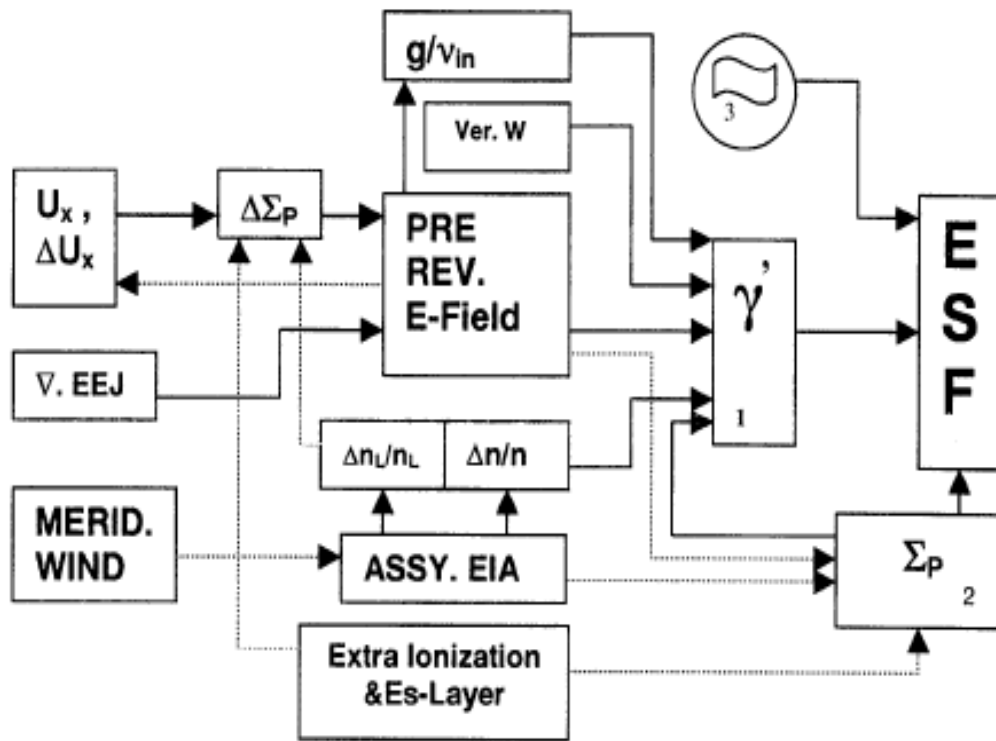 g/νin
Ver. W
3
Ux ,
ΔUx
ΔΣP
PRE
REV.
E-Field
γ’
1
E
S
F
∇. EEJ
ΔnL/nL
Δn/n
MERID.
WIND
ASSY. EIA
ΣP
2
Extra Ionization
&Es-Layer